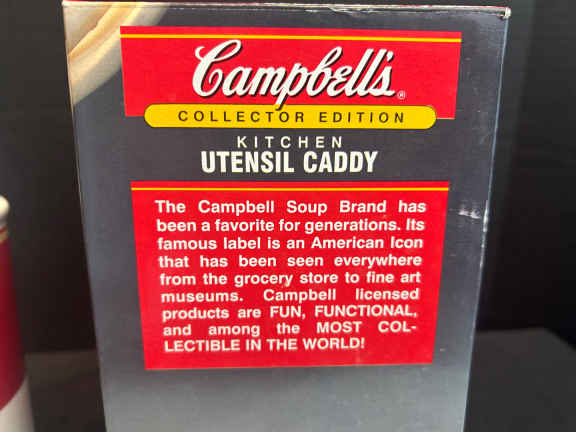 Campbell's®
COLLECTOR EDITION
KITCHEN
UTENSIL CADDY
The Campbell Soup Brand has
been a favorite for generations. Its
famous label is an American Icon
that has been seen everywhere
from the grocery store to fine art
museums. Campbell licensed
products are FUN, FUNCTIONAL,
and among the MOST COL-
LECTIBLE IN THE WORLD!